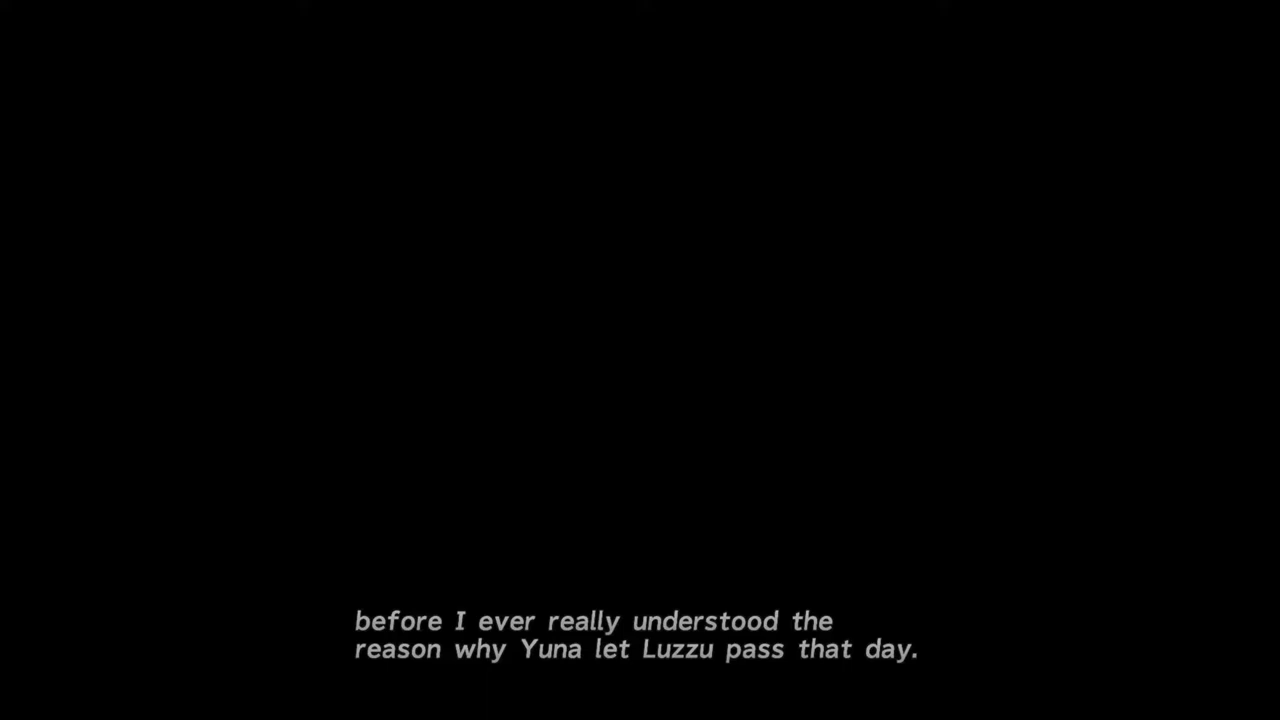 before I ever really understood the
reason why Yuna let Luzzu pass that day.